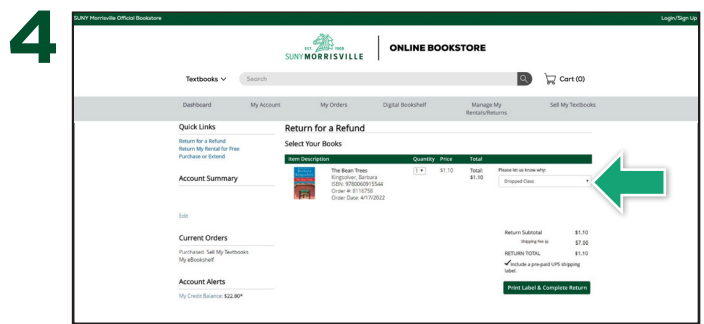 4
SUNY Morrisville Official Bookstore
Login/Sign Up
EST. 1908
SUNYMORRISVILLE
ONLINE BOOKSTORE
Textbooks
Search
Cart (0)
Dashboard
My Account
My Orders
Digital Bookshelf
Manage My
Rentals/Returns
Sell My Textbooks
Quick Links
Return for a Refund
Return My Rental for Free
Purchase or Extend
Account Summary
Edit
Current Orders
Purchased: Sell My Textbooks
My eBookshelf
Account Alerts
My Credit Balance: $22.80*
Return for a Refund
Select Your Books
Item Description Quantity Price Total
The Bean Trees
Kingsolver, Barbara
ISBN: 9780060915544
Order #: 8116758
Order Date: 4/17/2022
1
$1.10
Total:
$1.10
Please let us know why:
Dropped Class
Return Subtotal $1.10
Shipping Fee $7.00
RETURN TOTAL $1.10
Include a pre-paid UPS shipping
label.
Print Label & Complete Return